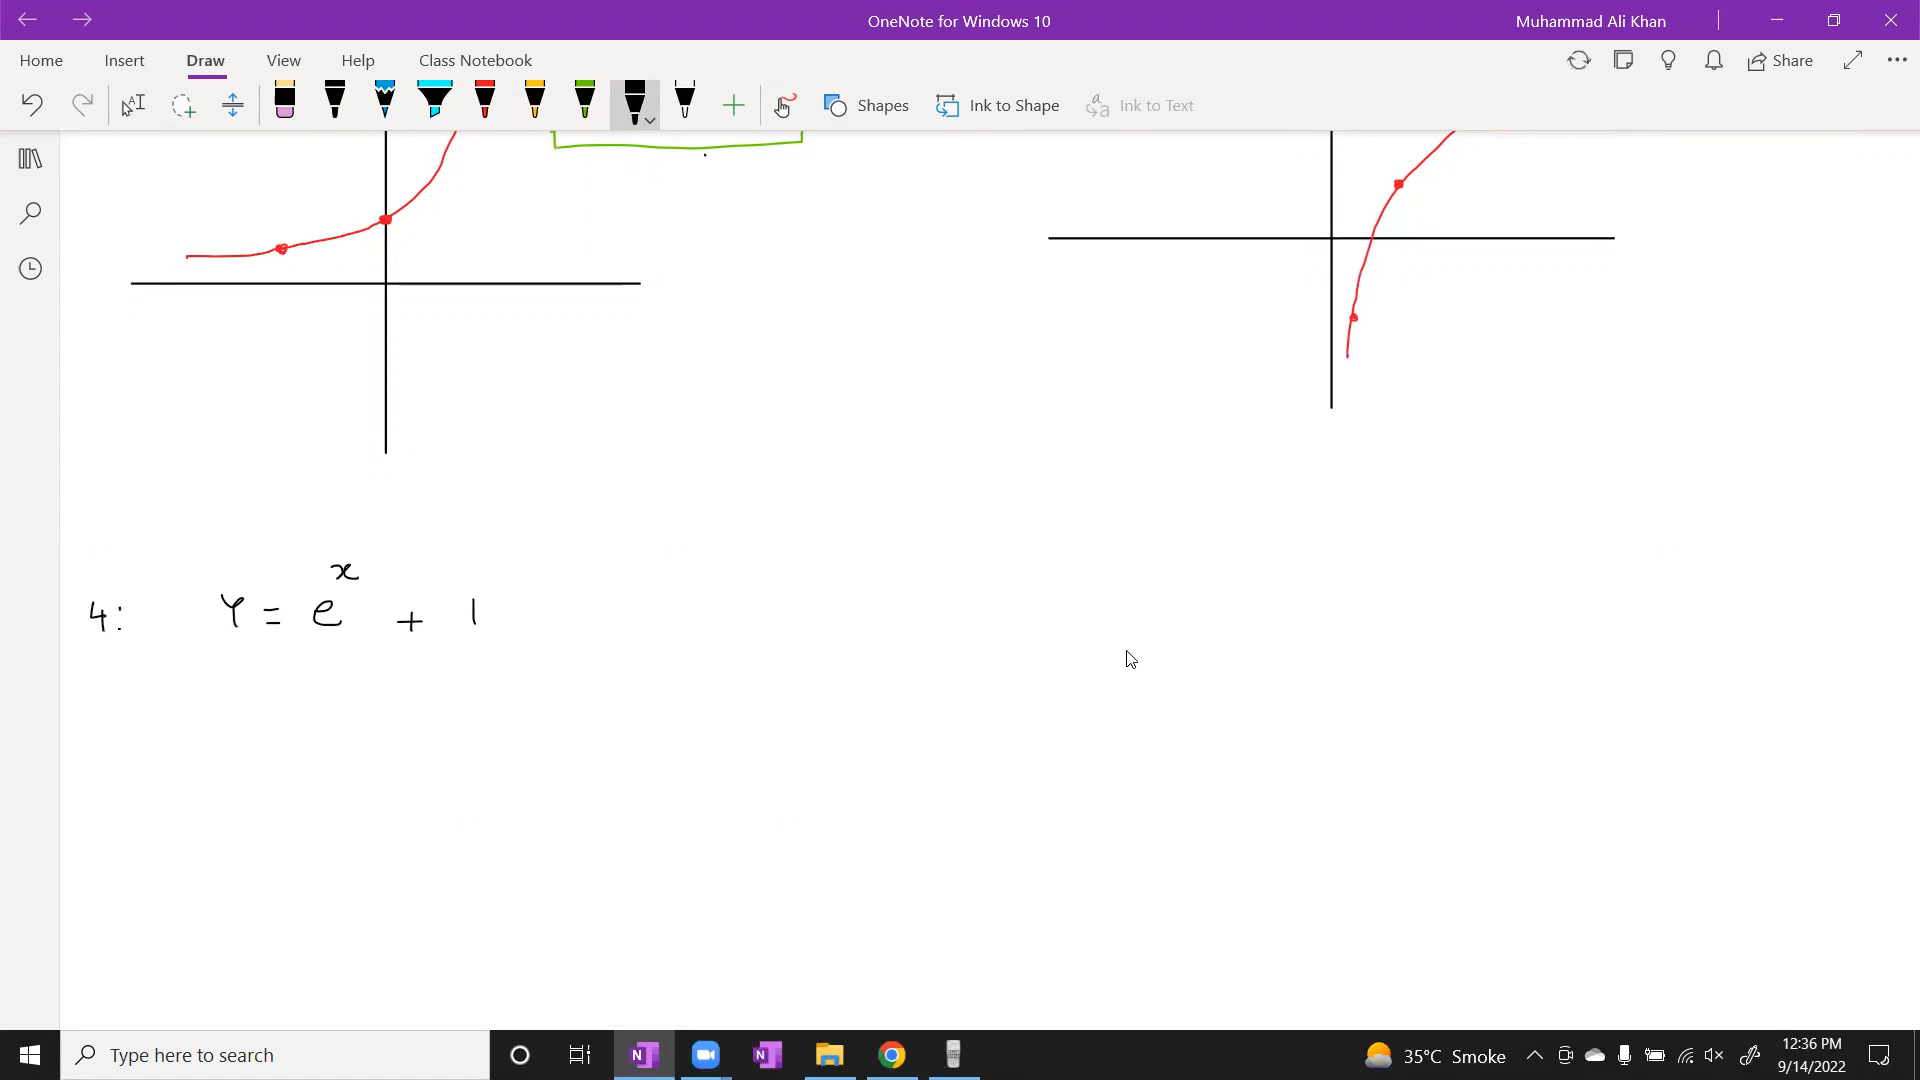 OneNote for Windows 10
Muhammad Ali Khan
Home Insert Draw View Help Class Notebook
Share
Shapes Ink to Shape Ink to Text
4: Y = e^x + 1
Type here to search
35°C Smoke
12:36 PM
9/14/2022